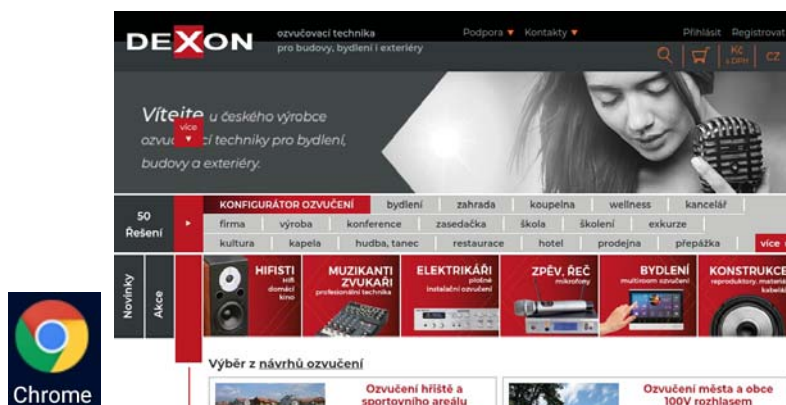 DEXON
ozvučovací technika
pro budovy, bydlení i exteriéry
Podpora ▼ Kontakty ▼
Přihlásit Registrovat
Kč
s DPH
CZ
Vítejte u českého výrobce
více
▼
techniky pro bydlení,
budovy a exteriéry.
50
Řešení
KONFIGURÁTOR OZVUČENÍ bydlení zahrada koupelna wellness kancelář
firma výroba konference zasedačka škola školení exkurze
kultura kapela hudba, tanec restaurace hotel prodejna přepážka více
Novinky
Akce
HIFISTI
Hifi
domácí
kino
MUZIKANTI
ZVUKAŘI
profesionální technika
ELEKTRIKÁŘI
plošné
instalační ozvučení
ZPĚV, ŘEČ
mikrofony
BYDLENÍ
multiroom ozvučení
KONSTRUKCE
Výběr z návrhů ozvučení
Ozvučení hřiště a
sportovního areálu
Ozvučení města a obce
100V rozhlasem
Chrome